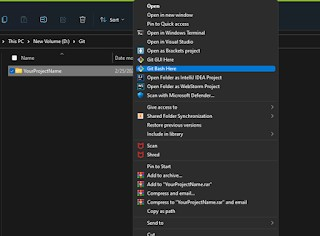 Sort
This PC > New Volume (D:) > Git
Name
Date mo
YourProjectName
2/25/20
Open
Open in new window
Pin to Quick access
Open in Windows Terminal
Open in Visual Studio
Open as Brackets project
Git GUI Here
Git Bash Here
Open Folder as IntelliJ IDEA Project
Open Folder as WebStorm Project
Scan with Microsoft Defender...
Give access to
Shared Folder Synchronization
Restore previous versions
Include in library
Scan
Shred
Pin to Start
Add to archive...
Add to "YourProjectName.rar"
Compress and email...
Compress to "YourProjectName.rar" and email
Copy as path
Send to
Cut